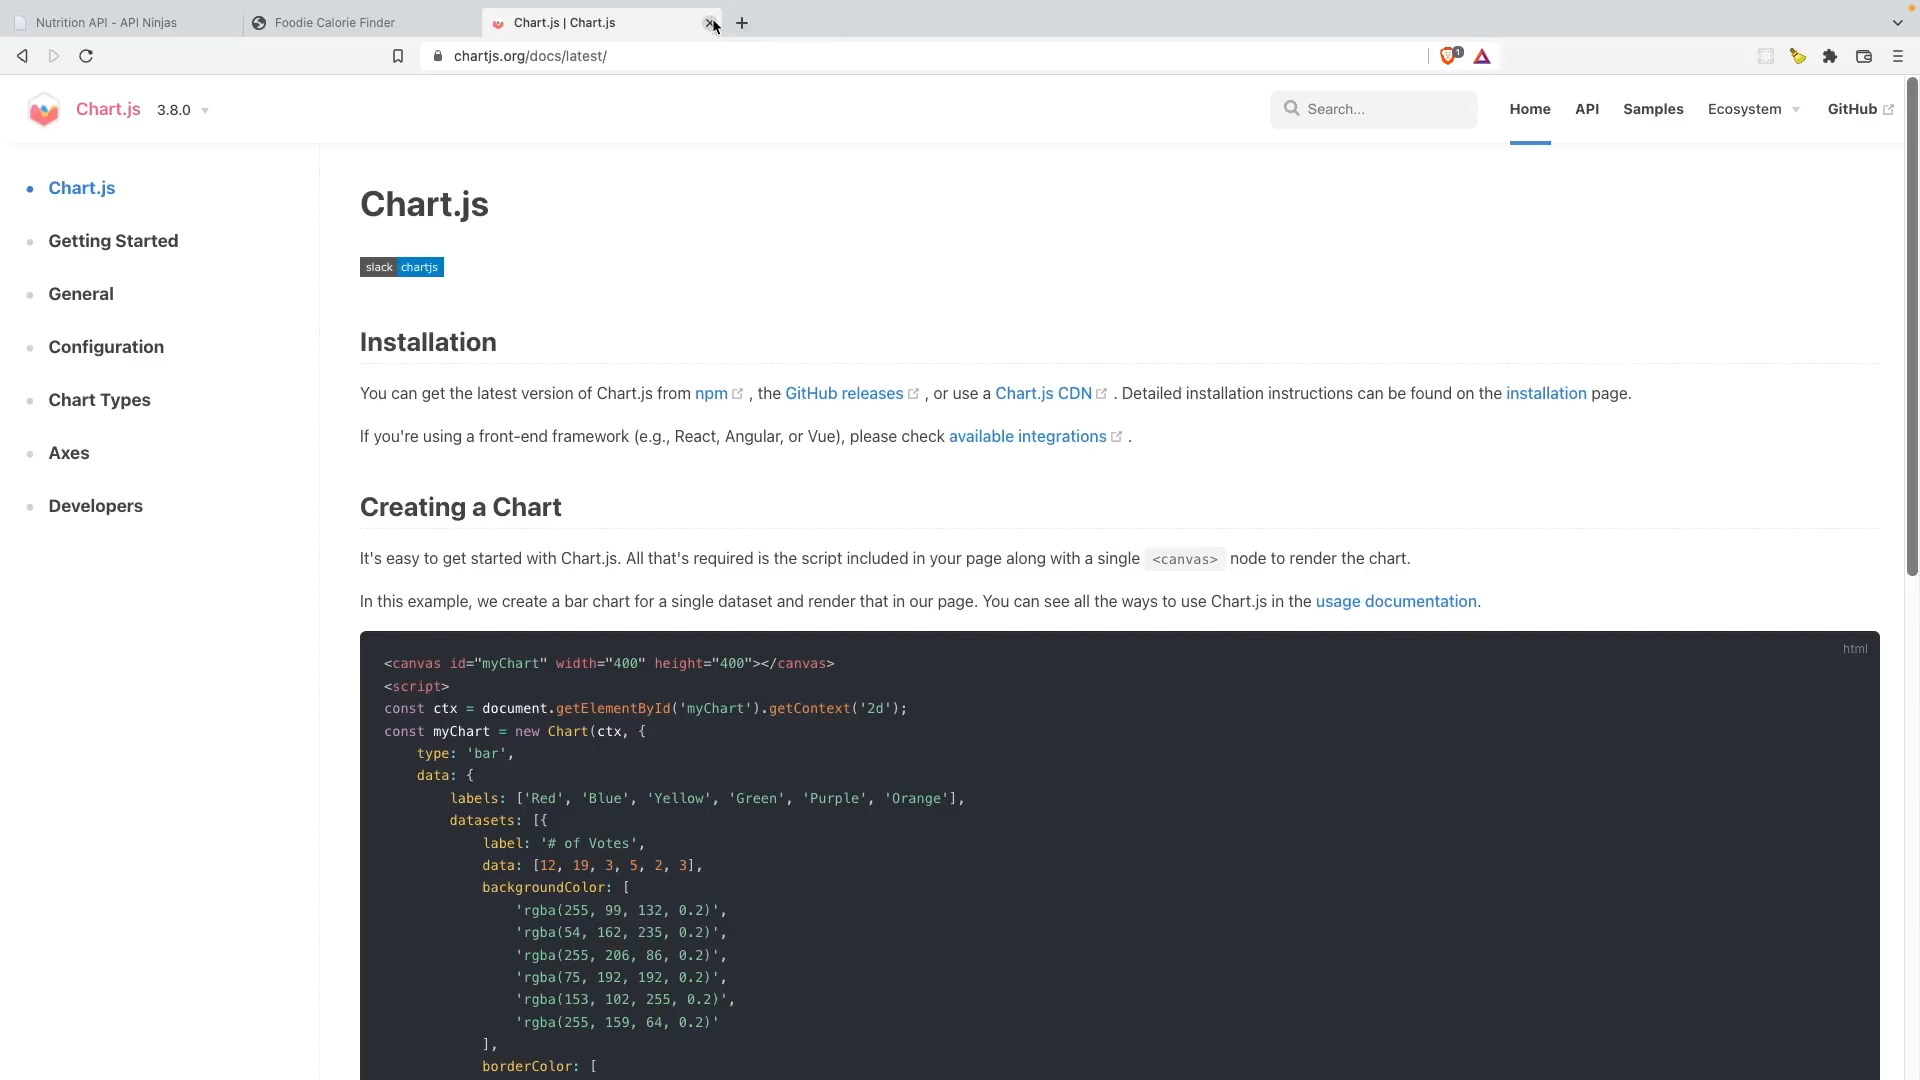 Nutrition API - API Ninjas
Foodie Calorie Finder
Chart.js | Chart.js
chartjs.org/docs/latest/
1
Chart.js 3.8.0
Search...
Home
API
Samples
Ecosystem
GitHub
Chart.js
Getting Started
General
Configuration
Chart Types
Axes
Developers
Chart.js
slack chartjs
Installation
You can get the latest version of Chart.js from npm , the GitHub releases , or use a Chart.js CDN . Detailed installation instructions can be found on the installation page.
If you're using a front-end framework (e.g., React, Angular, or Vue), please check available integrations .
Creating a Chart
It's easy to get started with Chart.js. All that's required is the script included in your page along with a single <canvas> node to render the chart.
In this example, we create a bar chart for a single dataset and render that in our page. You can see all the ways to use Chart.js in the usage documentation.
html
<canvas id="myChart" width="400" height="400"></canvas>
<script>
const ctx = document.getElementById('myChart').getContext('2d');
const myChart = new Chart(ctx, {
    type: 'bar',
    data: {
        labels: ['Red', 'Blue', 'Yellow', 'Green', 'Purple', 'Orange'],
        datasets: [{
            label: '# of Votes',
            data: [12, 19, 3, 5, 2, 3],
            backgroundColor: [
                'rgba(255, 99, 132, 0.2)',
                'rgba(54, 162, 235, 0.2)',
                'rgba(255, 206, 86, 0.2)',
                'rgba(75, 192, 192, 0.2)',
                'rgba(153, 102, 255, 0.2)',
                'rgba(255, 159, 64, 0.2)'
            ],
            borderColor: [